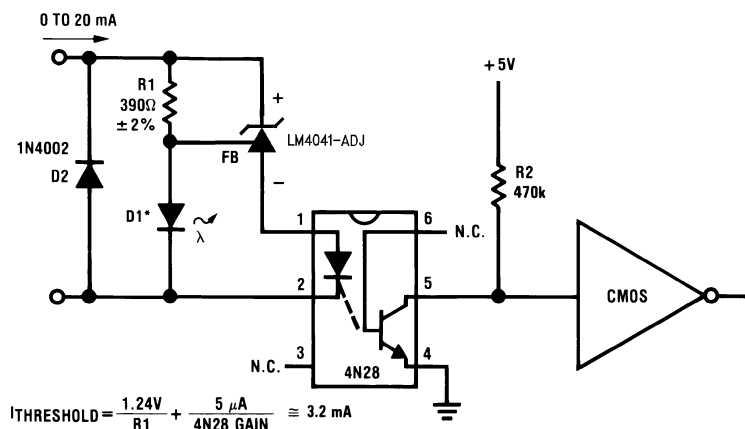 0 TO 20 mA
+5V
R1
390Ω
±2%
+
LM4041-ADJ
FB
−
1N4002
D2
R2
470k
D1*
λ
1
6
N.C.
2
5
CMOS
N.C.
3
4
4N28
ITHRESHOLD = 1.24V/R1 + 5 μA/4N28 GAIN ≅ 3.2 mA